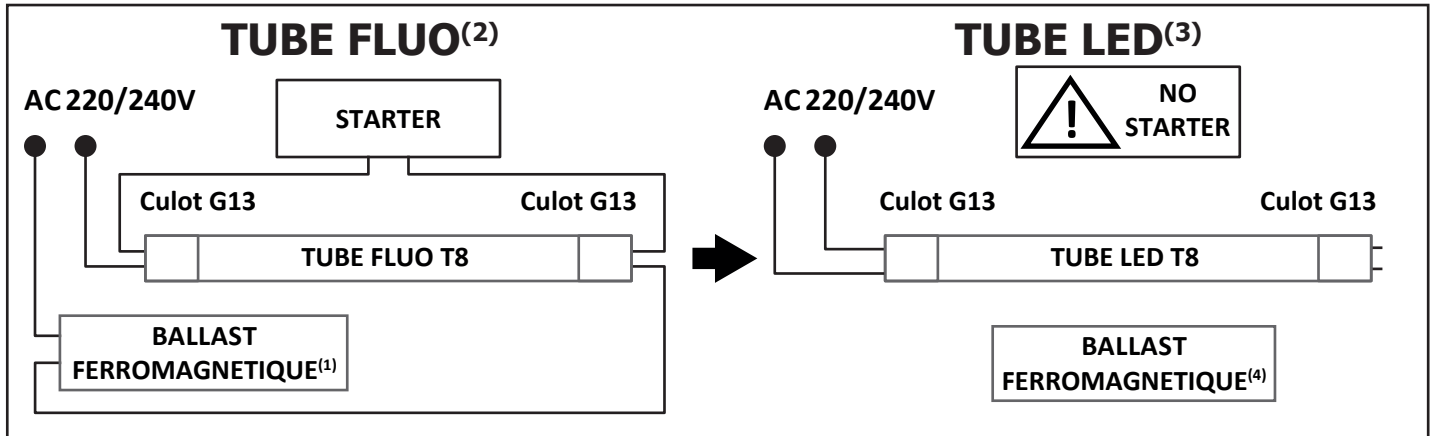 TUBE FLUO(2)
AC 220/240V
STARTER
Culot G13
Culot G13
TUBE FLUO T8
BALLAST
FERROMAGNETIQUE(1)
TUBE LED(3)
AC 220/240V
! NO
STARTER
Culot G13
Culot G13
TUBE LED T8
BALLAST
FERROMAGNETIQUE(4)